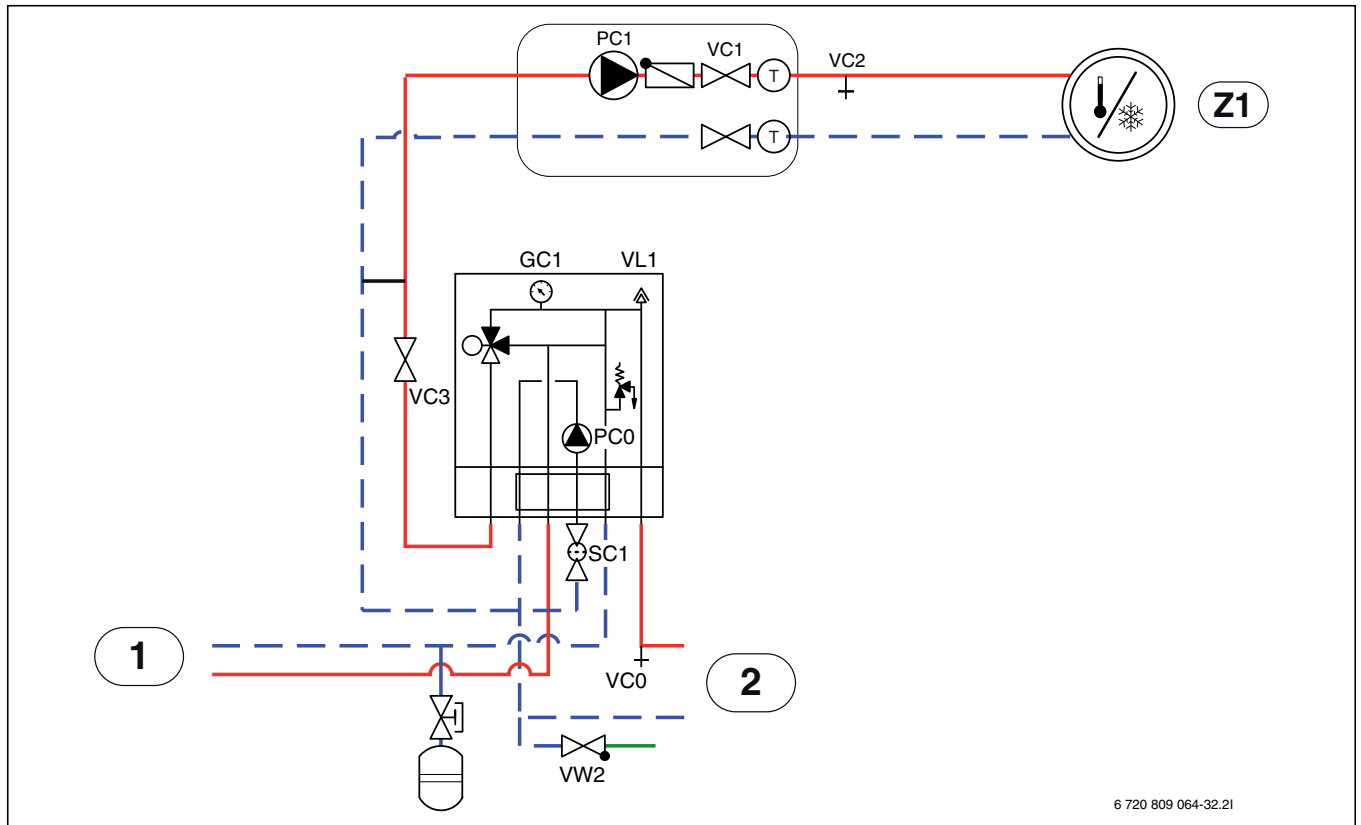 PC1
VC1
VC2
T
Z1
T
GC1
VL1
VC3
PC0
SC1
1
VC0
2
VW2
6 720 809 064-32.2I